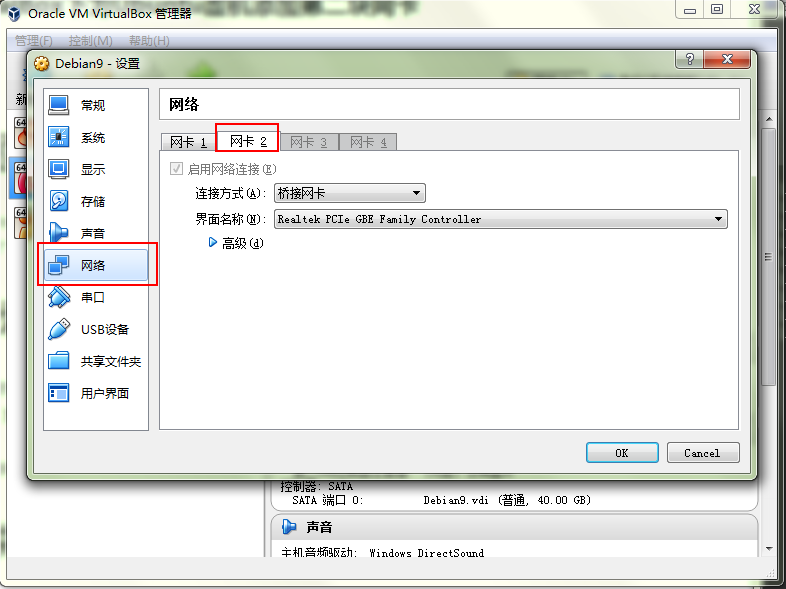 Oracle VM VirtualBox 管理器
管理(F) 控制(M) 帮助(H)
Debian9 - 设置
常规
系统
显示
存储
声音
网络
串口
USB设备
共享文件夹
用户界面
网络
网卡 1 网卡 2 网卡 3 网卡 4
启用网络连接(E)
连接方式(A): 桥接网卡
界面名称(N): Realtek PCIe GBE Family Controller
高级(d)
OK Cancel
新
64
64
64
控制器: SATA
SATA 端口 0: Debian9.vdi (普通, 40.00 GB)
声音
主机音频驱动: Windows DirectSound